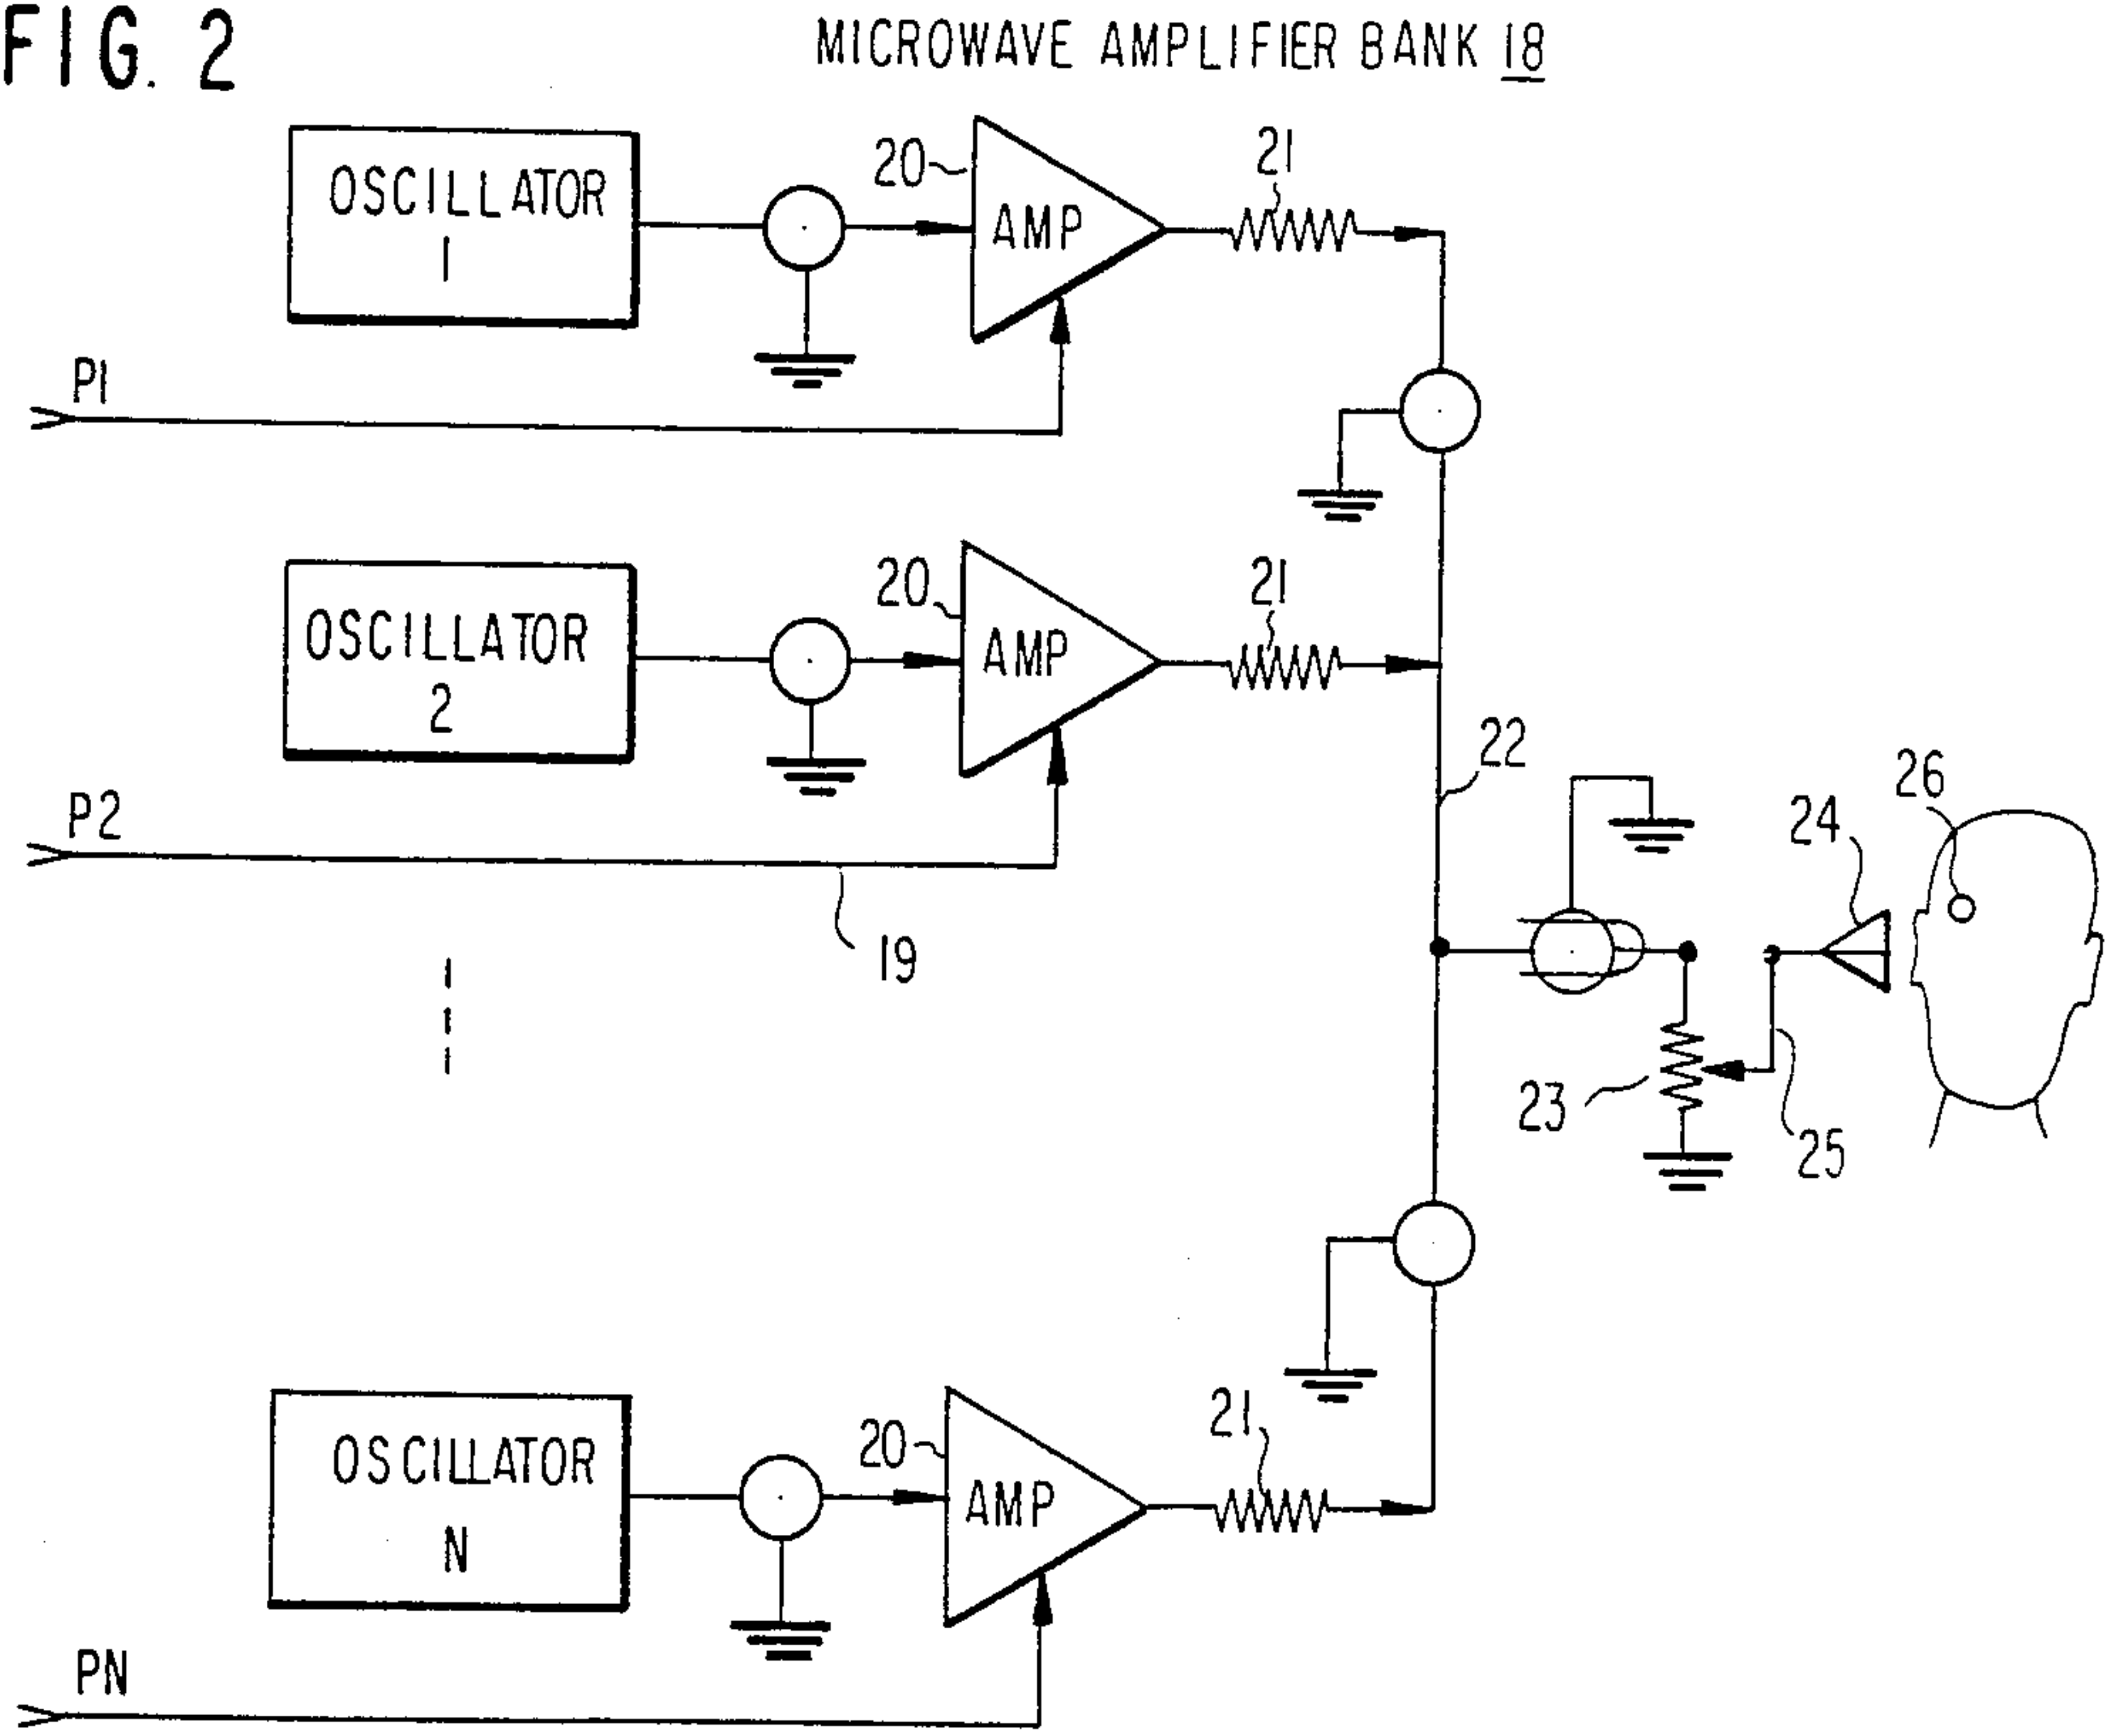 FIG. 2
MICROWAVE AMPLIFIER BANK 18
OSCILLATOR
1
20
AMP
21
P1
OSCILLATOR
2
20
AMP
21
P2
19
22
26
24
23
25
OSCILLATOR
N
20
AMP
21
PN